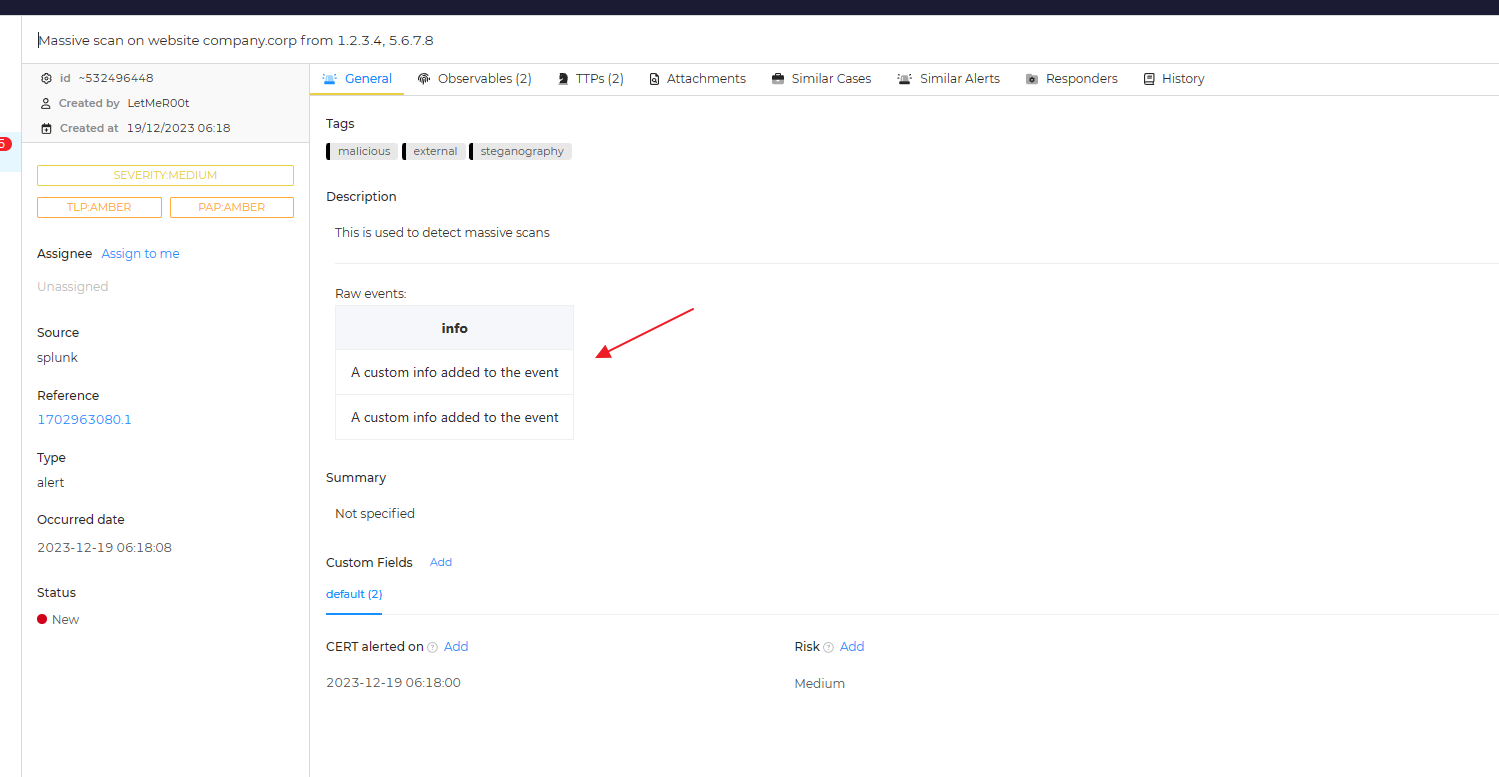 Massive scan on website company.corp from 1.2.3.4, 5.6.7.8
id ~532496448
Created by LetMeR00t
Created at 19/12/2023 06:18
General Observables (2) TTPs (2) Attachments Similar Cases Similar Alerts Responders History
5
SEVERITY:MEDIUM
TLP:AMBER PAP:AMBER
Assignee Assign to me
Unassigned
Source
splunk
Reference
1702963080.1
Type
alert
Occurred date
2023-12-19 06:18:08
Status
New
Tags
malicious external steganography
Description
This is used to detect massive scans
Raw events:
info
A custom info added to the event
A custom info added to the event
Summary
Not specified
Custom Fields Add
default (2)
CERT alerted on ? Add
2023-12-19 06:18:00
Risk ? Add
Medium